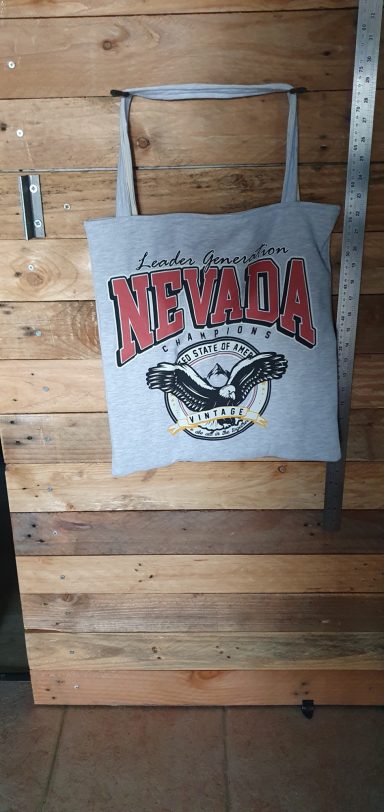 Leader Generation
NEVADA
CHAMPIONS
ED STATE OF AMER
VINTAGE